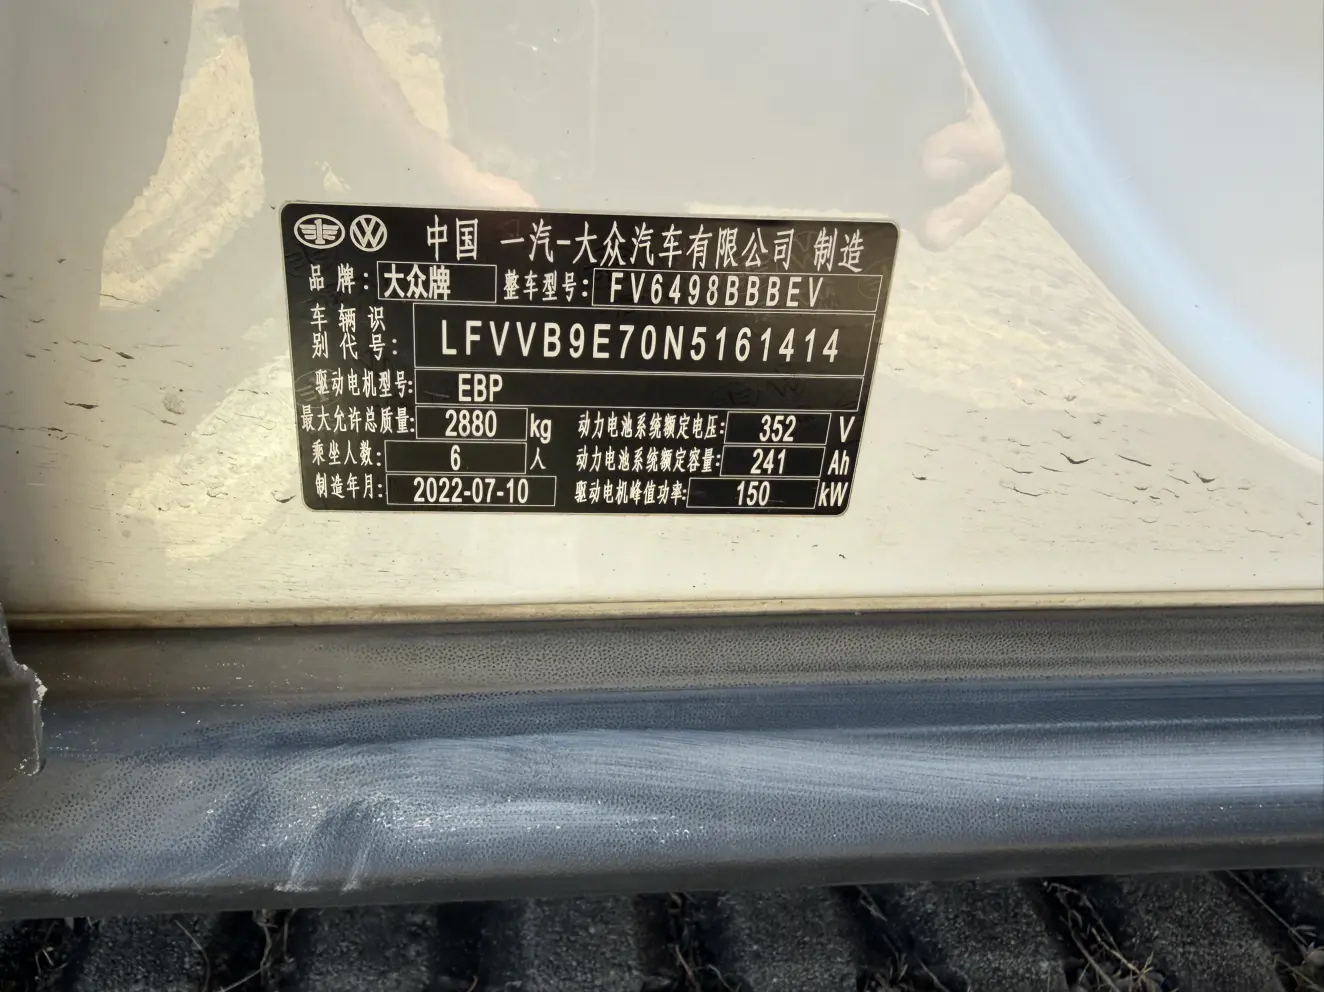 中国 一汽-大众汽车有限公司 制造
品牌: 大众牌 整车型号: FV6498BBBEV
车辆识别代号: LFVVB9E70N5161414
驱动电机型号: EBP
最大允许总质量: 2880 kg 动力电池系统额定电压: 352 V
乘坐人数: 6 人 动力电池系统额定容量: 241 Ah
制造年月: 2022-07-10 驱动电机峰值功率: 150 kW